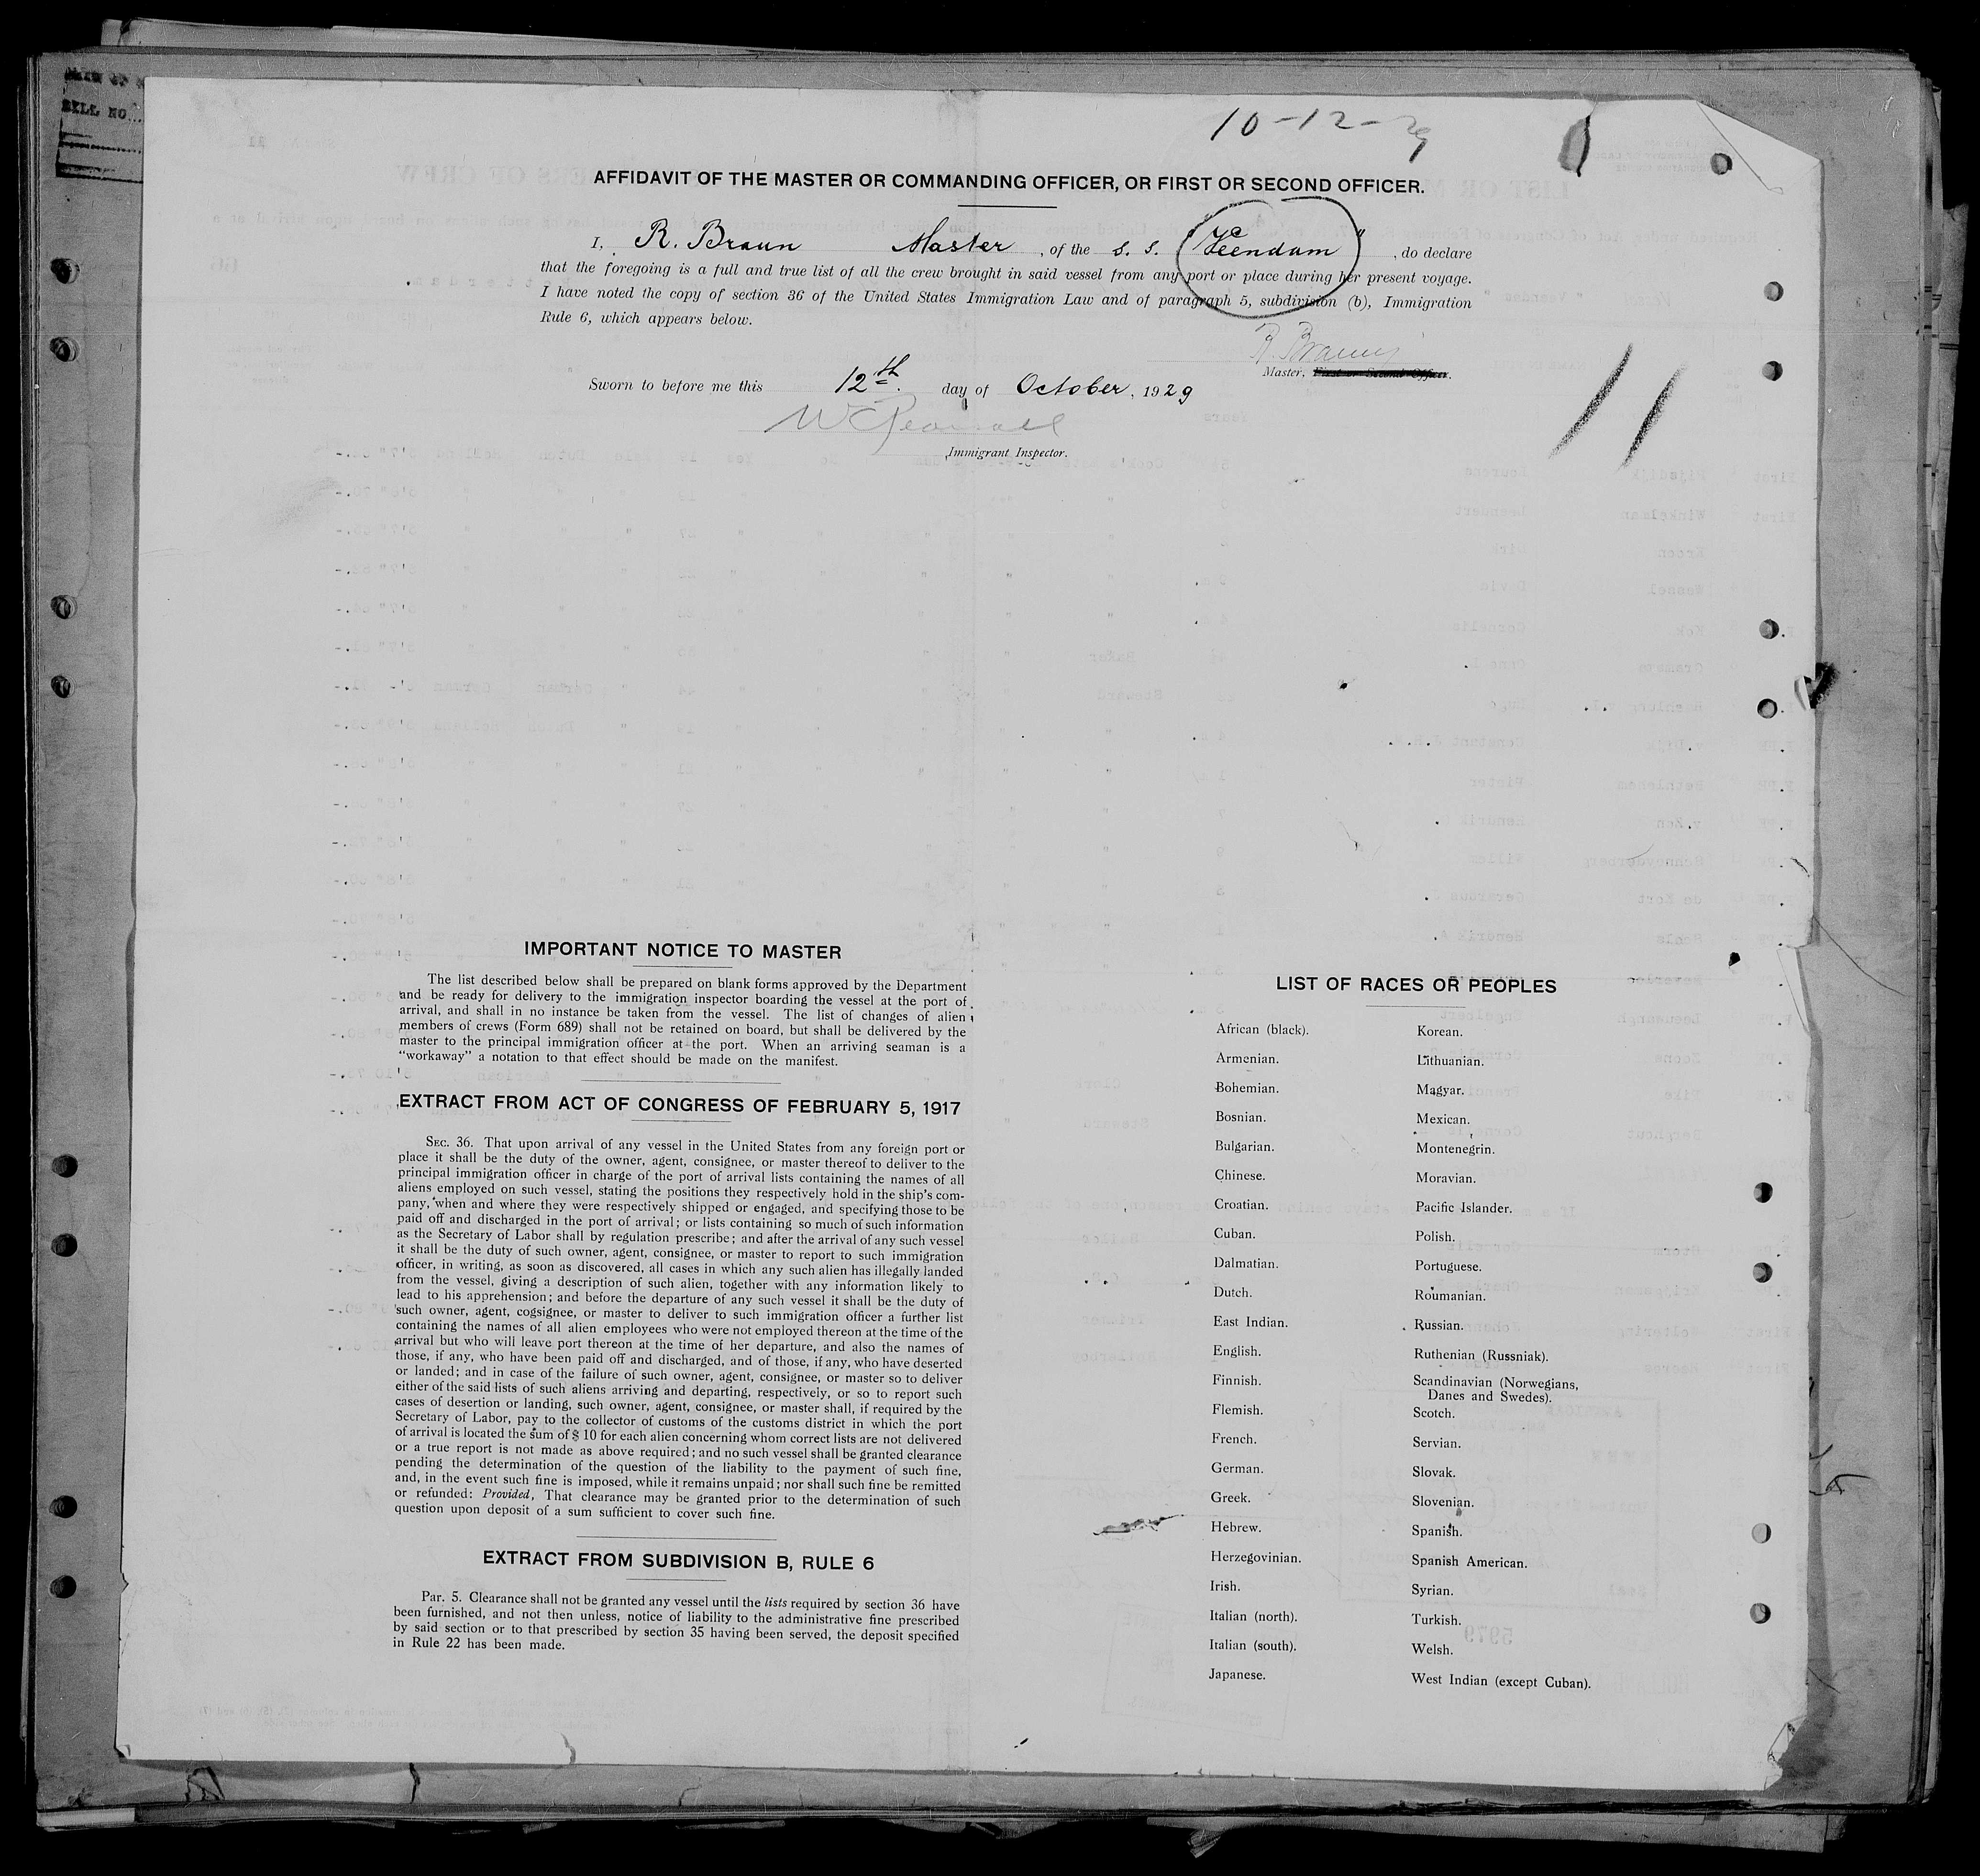 10-12-29
AFFIDAVIT OF THE MASTER OR COMMANDING OFFICER, OR FIRST OR SECOND OFFICER.
I, R. Braun Master, of the s. s. "Veendam", do declare
that the foregoing is a full and true list of all the crew brought in said vessel from any port or place during her present voyage.
I have noted the copy of section 36 of the United States Immigration Law and of paragraph 5, subdivision (b), Immigration
Rule 6, which appears below.
R. Braun
Master, First or Second Officer.
11
Sworn to before me this 12th. day of October, 1929
Immigrant Inspector.
IMPORTANT NOTICE TO MASTER
The list described below shall be prepared on blank forms approved by the Department
and be ready for delivery to the immigration inspector boarding the vessel at the port of
arrival, and shall in no instance be taken from the vessel. The list of changes of alien
members of crews (Form 689) shall not be retained on board, but shall be delivered by the
master to the principal immigration officer at the port. When an arriving seaman is a
"workaway" a notation to that effect should be made on the manifest.
EXTRACT FROM ACT OF CONGRESS OF FEBRUARY 5, 1917
SEC. 36. That upon arrival of any vessel in the United States from any foreign port or
place it shall be the duty of the owner, agent, consignee, or master thereof to deliver to the
principal immigration officer in charge of the port of arrival lists containing the names of all
aliens employed on such vessel, stating the positions they respectively hold in the ship's com-
pany, when and where they were respectively shipped or engaged, and specifying those to be
paid off and discharged in the port of arrival; or lists containing so much of such information
as the Secretary of Labor shall by regulation prescribe; and after the arrival of any such vessel
it shall be the duty of such owner, agent, consignee, or master to report to such immigration
officer, in writing, as soon as discovered, all cases in which any such alien has illegally landed
from the vessel, giving a description of such alien, together with any information likely to
lead to his apprehension; and before the departure of any such vessel it shall be the duty of
such owner, agent, cogsignee, or master to deliver to such immigration officer a further list
containing the names of all alien employees who were not employed thereon at the time of the
arrival but who will leave port thereon at the time of her departure, and also the names of
those, if any, who have been paid off and discharged, and of those, if any, who have deserted
or landed; and in case of the failure of such owner, agent, consignee, or master so to deliver
either of the said lists of such aliens arriving and departing, respectively, or so to report such
cases of desertion or landing, such owner, agent, consignee, or master shall, if required by the
Secretary of Labor, pay to the collector of customs of the customs district in which the port
of arrival is located the sum of $ 10 for each alien concerning whom correct lists are not delivered
or a true report is not made as above required; and no such vessel shall be granted clearance
pending the determination of the question of the liability to the payment of such fine,
and, in the event such fine is imposed, while it remains unpaid; nor shall such fine be remitted
or refunded: Provided, That clearance may be granted prior to the determination of such
question upon deposit of a sum sufficient to cover such fine.
EXTRACT FROM SUBDIVISION B, RULE 6
Par. 5. Clearance shall not be granted any vessel until the lists required by section 36 have
been furnished, and not then unless, notice of liability to the administrative fine prescribed
by said section or to that prescribed by section 35 having been served, the deposit specified
in Rule 22 has been made.
LIST OF RACES OR PEOPLES
African (black).
Armenian.
Bohemian.
Bosnian.
Bulgarian.
Chinese.
Croatian.
Cuban.
Dalmatian.
Dutch.
East Indian.
English.
Finnish.
Flemish.
French.
German.
Greek.
Hebrew.
Herzegovinian.
Irish.
Italian (north).
Italian (south).
Japanese.
Korean.
Lithuanian.
Magyar.
Mexican.
Montenegrin.
Moravian.
Pacific Islander.
Polish.
Portuguese.
Roumanian.
Russian.
Ruthenian (Russniak).
Scandinavian (Norwegians,
Danes and Swedes).
Scotch.
Servian.
Slovak.
Slovenian.
Spanish.
Spanish American.
Syrian.
Turkish.
Welsh.
West Indian (except Cuban).